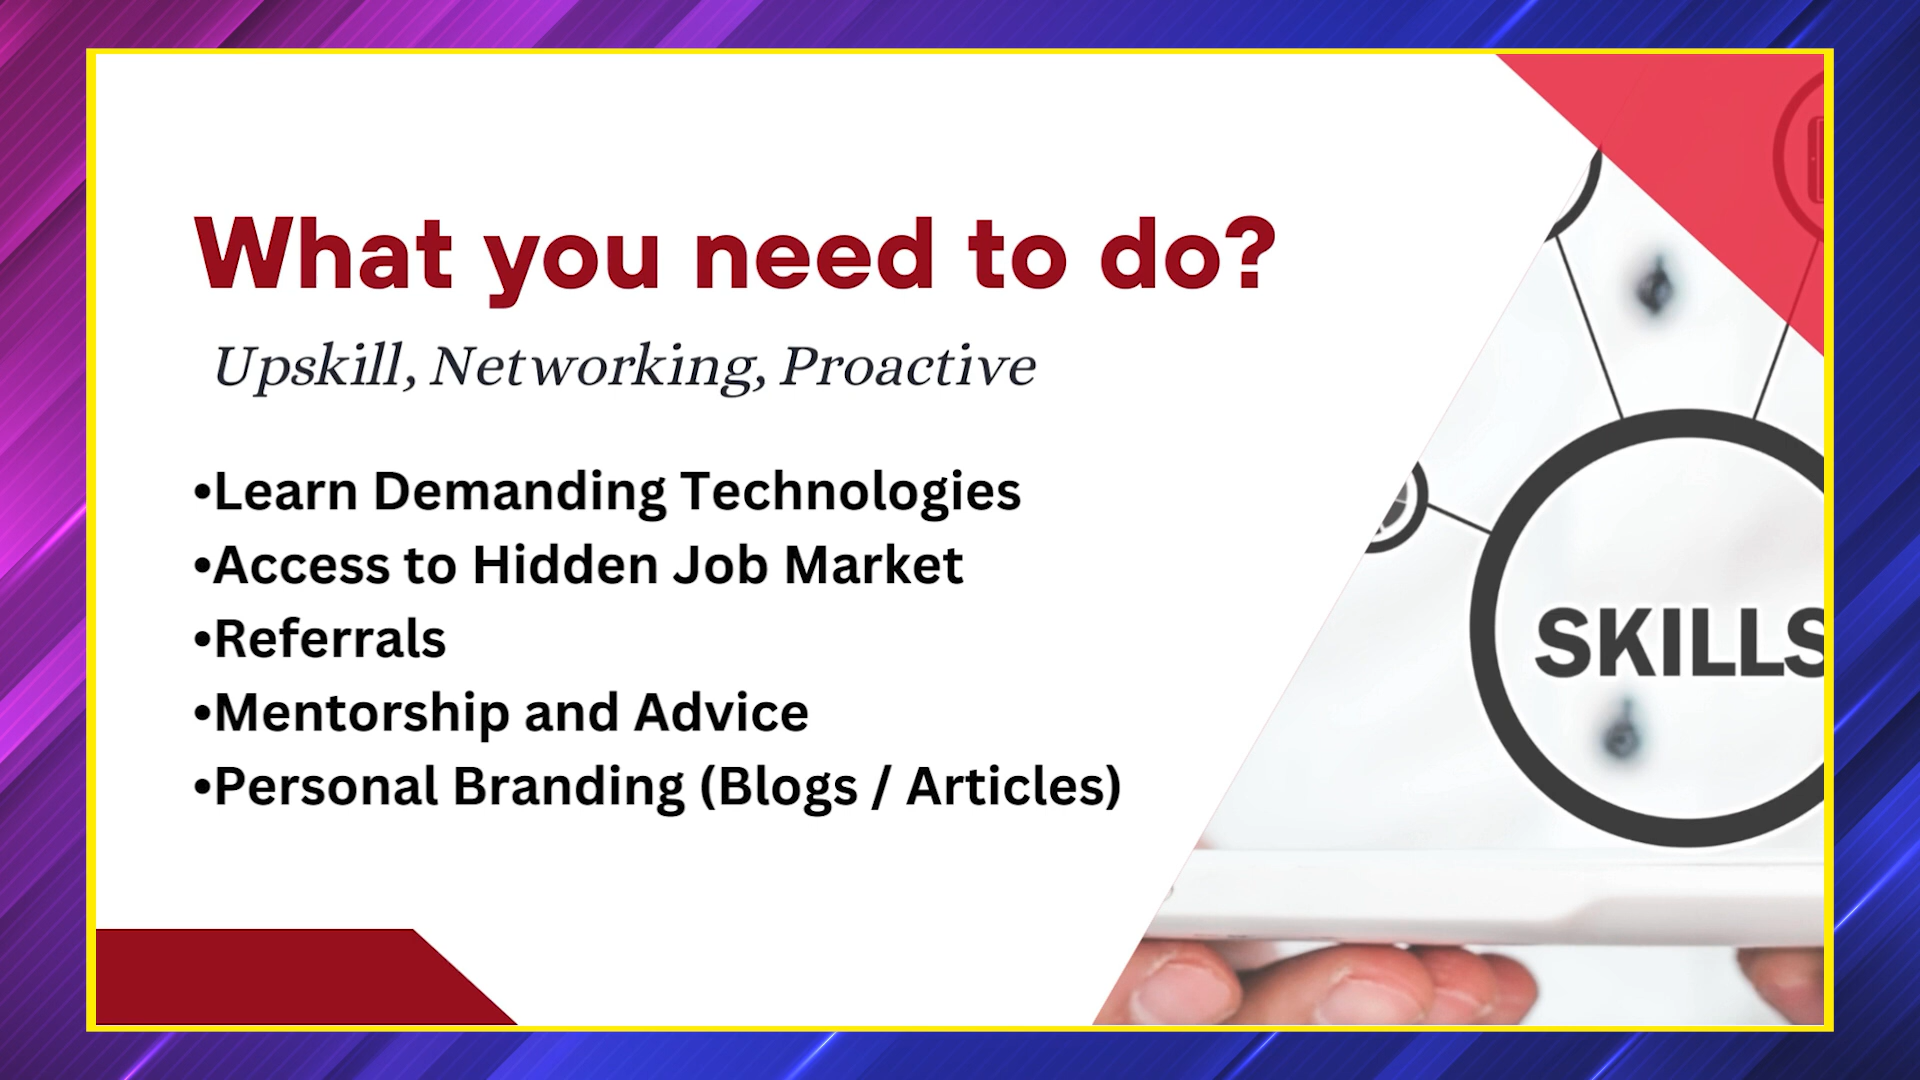 What you need to do?
Upskill, Networking, Proactive
•Learn Demanding Technologies
•Access to Hidden Job Market
•Referrals
•Mentorship and Advice
•Personal Branding (Blogs / Articles)
SKILLS